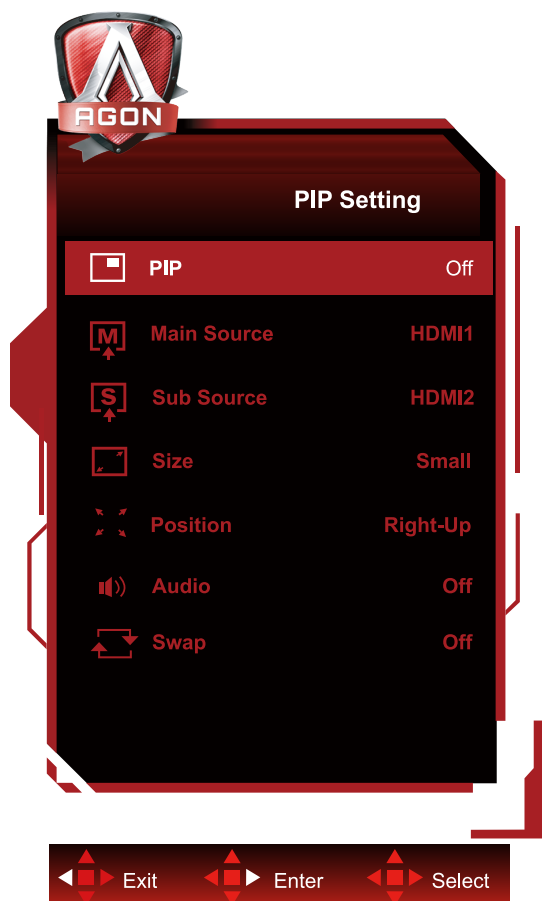 AGON
PIP Setting
PIP Off
M Main Source HDMI1
S Sub Source HDMI2
Size Small
Position Right-Up
Audio Off
Swap Off
Exit Enter Select